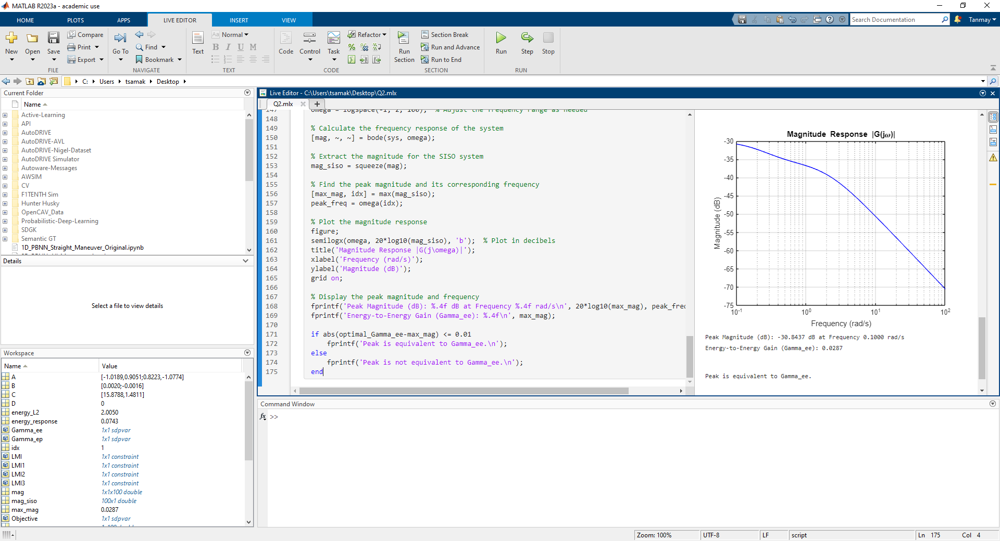 MATLAB R2023a - academic use
HOME PLOTS APPS LIVE EDITOR INSERT VIEW
Search Documentation
Tanmay
New Open Save
Compare
Print
Export
FILE
Go To
Find
Bookmark
NAVIGATE
Text
Aa Normal
B I U M
TEXT
Code Control Task
Refactor
CODE
Run Section
Section Break
Run and Advance
Run to End
SECTION
Run Step Stop
RUN
C: Users tsamak Desktop
Current Folder
Name
Active-Learning
API
AutoDRIVE
AutoDRIVE-AVL
AutoDRIVE-Nigel-Dataset
AutoDRIVE Simulator
Autoware-Messages
AWSIM
CV
F1TENTH Sim
Hunter Husky
OpenCAV_Data
Probabilistic-Deep-Learning
SDGK
Semantic GT
1D_PBNN_Straight_Maneuver_Original.ipynb
Details
Select a file to view details
Workspace
Name Value
A [-1.0189,0.9051;0.8223,-1.0774]
B [0.0020;-0.0016]
C [15.8788,1.4811]
D 0
energy_L2 2.0050
energy_response 0.0743
Gamma_ee 1x1 sdpvar
Gamma_ep 1x1 sdpvar
idx 1
LMI 1x1 constraint
LMI1 1x1 constraint
LMI2 1x1 constraint
LMI3 1x1 constraint
mag 1x1x100 double
mag_siso 100x1 double
max_mag 0.0287
Objective 1x1 sdpvar
Live Editor - C:\Users\tsamak\Desktop\Q2.mlx
Q2.mlx
147 omega = logspace(-1, 2, 100); % Adjust the frequency range as needed
148
149 % Calculate the frequency response of the system
150 [mag, ~, ~] = bode(sys, omega);
151
152 % Extract the magnitude for the SISO system
153 mag_siso = squeeze(mag);
154
155 % Find the peak magnitude and its corresponding frequency
156 [max_mag, idx] = max(mag_siso);
157 peak_freq = omega(idx);
158
159 % Plot the magnitude response
160 figure;
161 semilogx(omega, 20*log10(mag_siso), 'b'); % Plot in decibels
162 title('Magnitude Response |G(j\omega)|');
163 xlabel('Frequency (rad/s)');
164 ylabel('Magnitude (dB)');
165 grid on;
166
167 % Display the peak magnitude and frequency
168 fprintf('Peak Magnitude (dB): %.4f dB at Frequency %.4f rad/s\n', 20*log10(max_mag), peak_freq
169 fprintf('Energy-to-Energy Gain (Gamma_ee): %.4f\n', max_mag);
170
171 if abs(optimal_Gamma_ee-max_mag) <= 0.01
172 fprintf('Peak is equivalent to Gamma_ee.\n');
173 else
174 fprintf('Peak is not equivalent to Gamma_ee.\n');
175 end
Magnitude Response |G(jω)|
-30
-35
-40
-45
-50
-55
-60
-65
-70
-75
Magnitude (dB)
10^-1 10^0 10^1 10^2
Frequency (rad/s)
Peak Magnitude (dB): -30.8437 dB at Frequency 0.1000 rad/s
Energy-to-Energy Gain (Gamma_ee): 0.0287
Peak is equivalent to Gamma_ee.
Command Window
fx >>
Zoom: 100% UTF-8 LF script Ln 175 Col 4